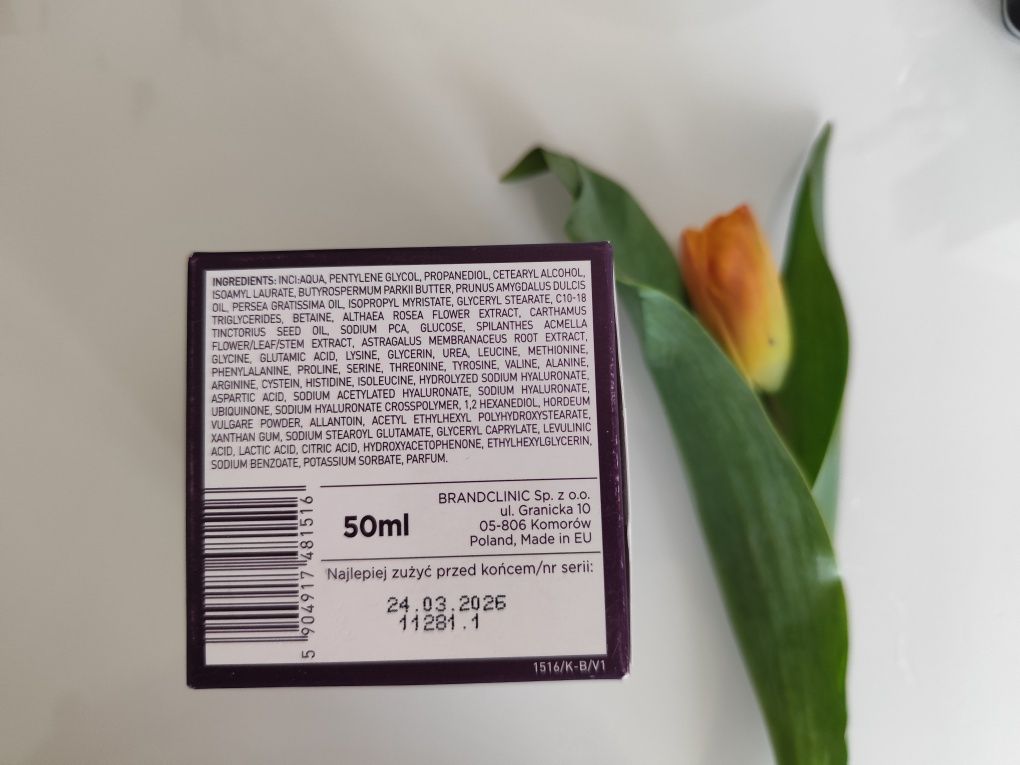 INGREDIENTS: INCI:AQUA, PENTYLENE GLYCOL, PROPANEDIOL, CETEARYL ALCOHOL,
ISOAMYL LAURATE, BUTYROSPERMUM PARKII BUTTER, PRUNUS AMYGDALUS DULCIS
OIL, PERSEA GRATISSIMA OIL, ISOPROPYL MYRISTATE, GLYCERYL STEARATE, C10-18
TRIGLYCERIDES, BETAINE, ALTHAEA ROSEA FLOWER EXTRACT, CARTHAMUS
TINCTORIUS SEED OIL, SODIUM PCA, GLUCOSE, SPILANTHES ACMELLA
FLOWER/LEAF/STEM EXTRACT, ASTRAGALUS MEMBRANACEUS ROOT EXTRACT,
GLYCINE, GLUTAMIC ACID, LYSINE, GLYCERIN, UREA, LEUCINE, METHIONINE,
PHENYLALANINE, PROLINE, SERINE, THREONINE, TYROSINE, VALINE, ALANINE,
ARGININE, CYSTEIN, HISTIDINE, ISOLEUCINE, HYDROLYZED SODIUM HYALURONATE,
ASPARTIC ACID, SODIUM ACETYLATED HYALURONATE, SODIUM HYALURONATE,
UBIQUINONE, SODIUM HYALURONATE CROSSPOLYMER, 1,2 HEXANEDIOL, HORDEUM
VULGARE POWDER, ALLANTOIN, ACETYL ETHYLHEXYL POLYHYDROXYSTEARATE,
XANTHAN GUM, SODIUM STEAROYL GLUTAMATE, GLYCERYL CAPRYLATE, LEVULINIC
ACID, LACTIC ACID, CITRIC ACID, HYDROXYACETOPHENONE, ETHYLHEXYLGLYCERIN,
SODIUM BENZOATE, POTASSIUM SORBATE, PARFUM.
5 904917 481516
50ml
BRANDCLINIC Sp. z o.o.
ul. Granicka 10
05-806 Komorów
Poland, Made in EU
Najlepiej zużyć przed końcem/nr serii:
24.03.2026
11281.1
1516/K-B/V1